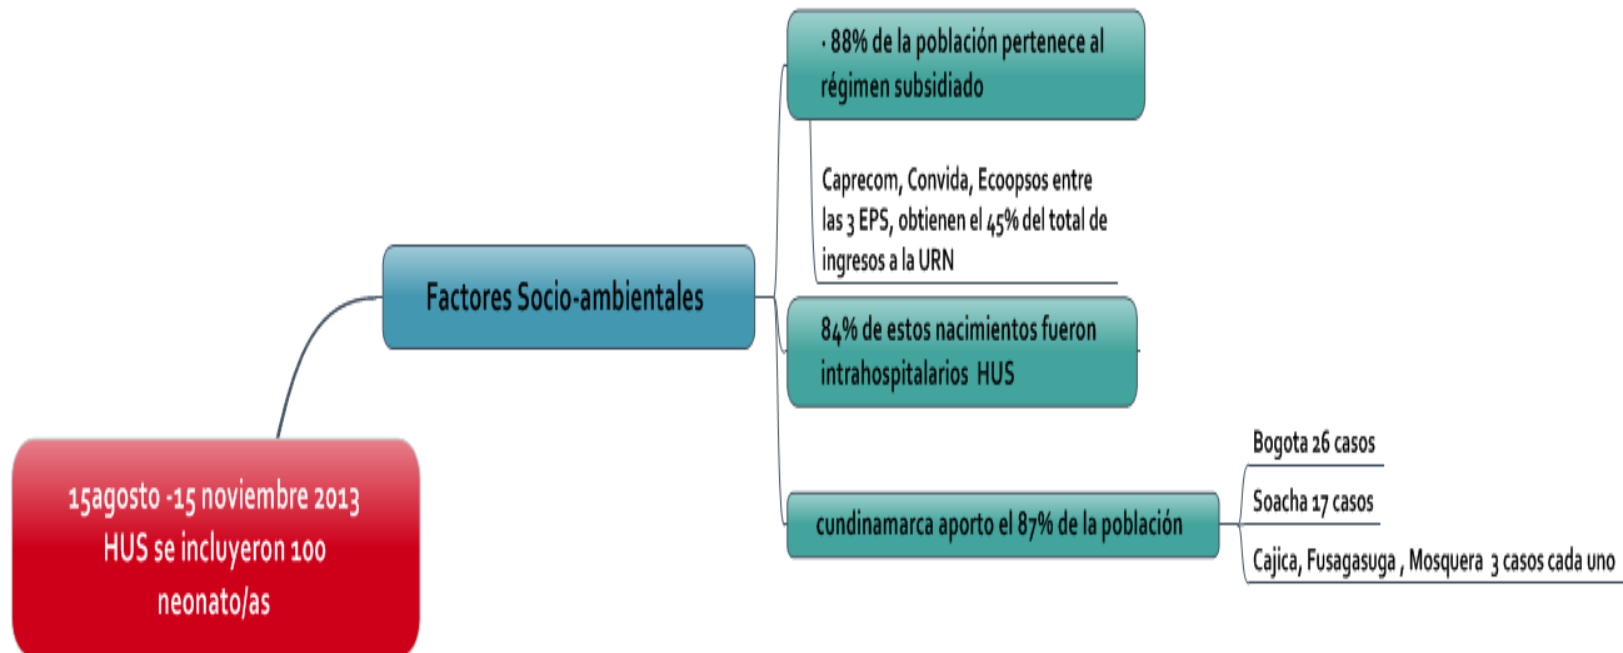 15agosto -15 noviembre 2013
HUS se incluyeron 100
neonato/as
Factores Socio-ambientales
· 88% de la población pertenece al
régimen subsidiado
Caprecom, Convida, Ecoopsos entre
las 3 EPS, obtienen el 45% del total de
ingresos a la URN
84% de estos nacimientos fueron
intrahospitalarios HUS
cundinamarca aporto el 87% de la población
Bogota 26 casos
Soacha 17 casos
Cajica, Fusagasuga , Mosquera 3 casos cada uno